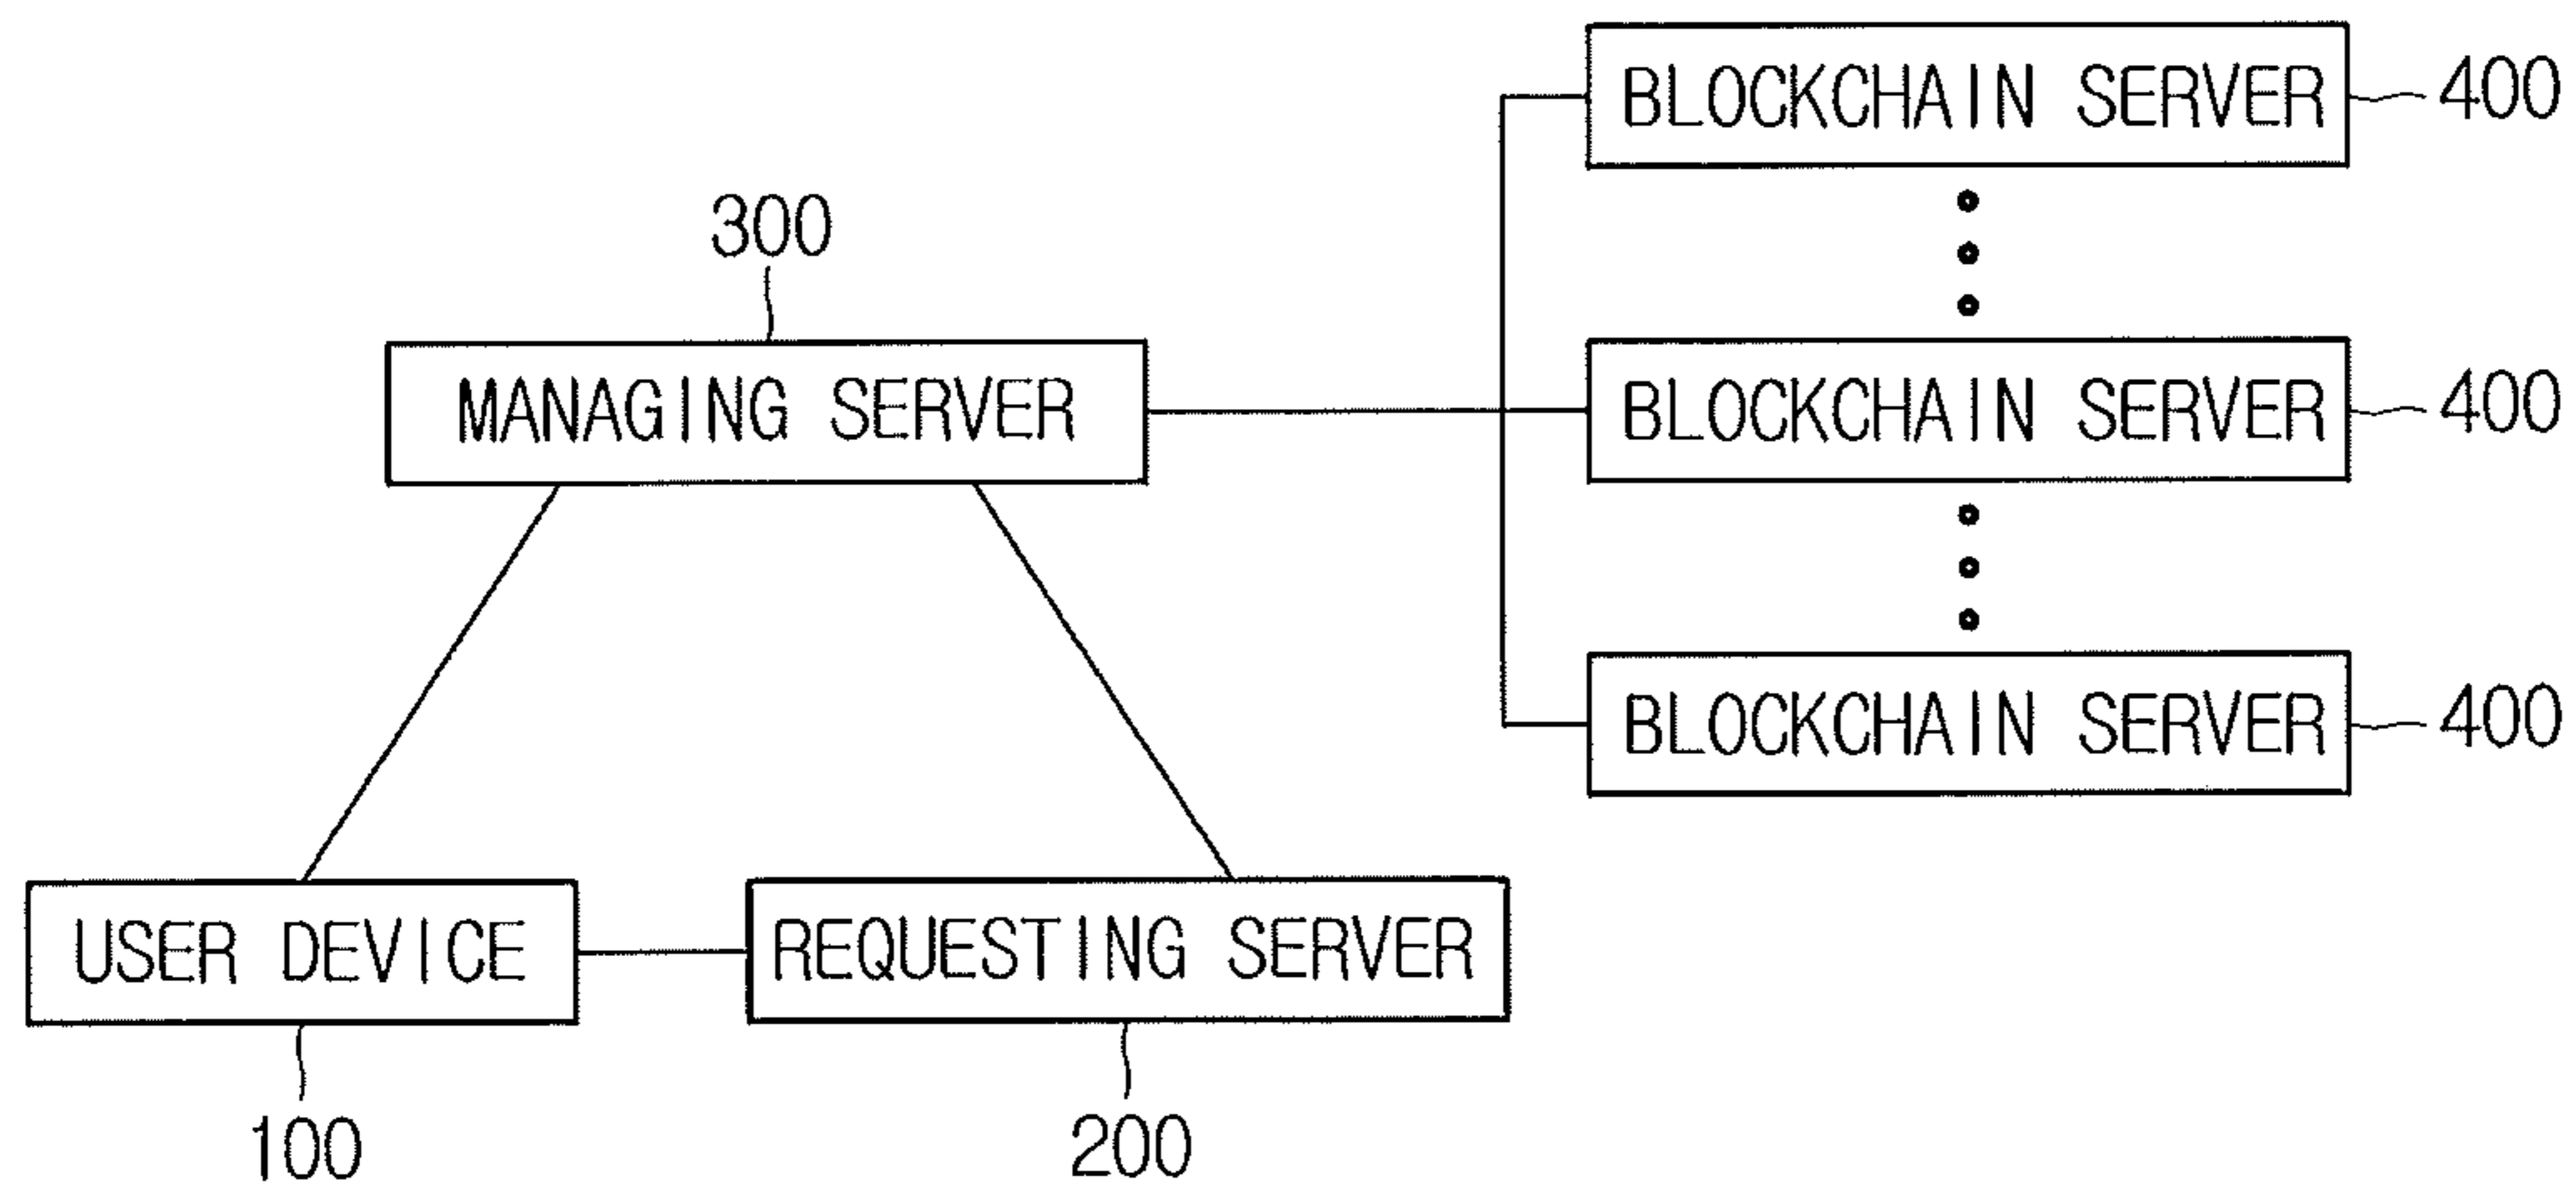 BLOCKCHAIN SERVER 400
300
MANAGING SERVER
BLOCKCHAIN SERVER 400
BLOCKCHAIN SERVER 400
USER DEVICE
REQUESTING SERVER
100
200